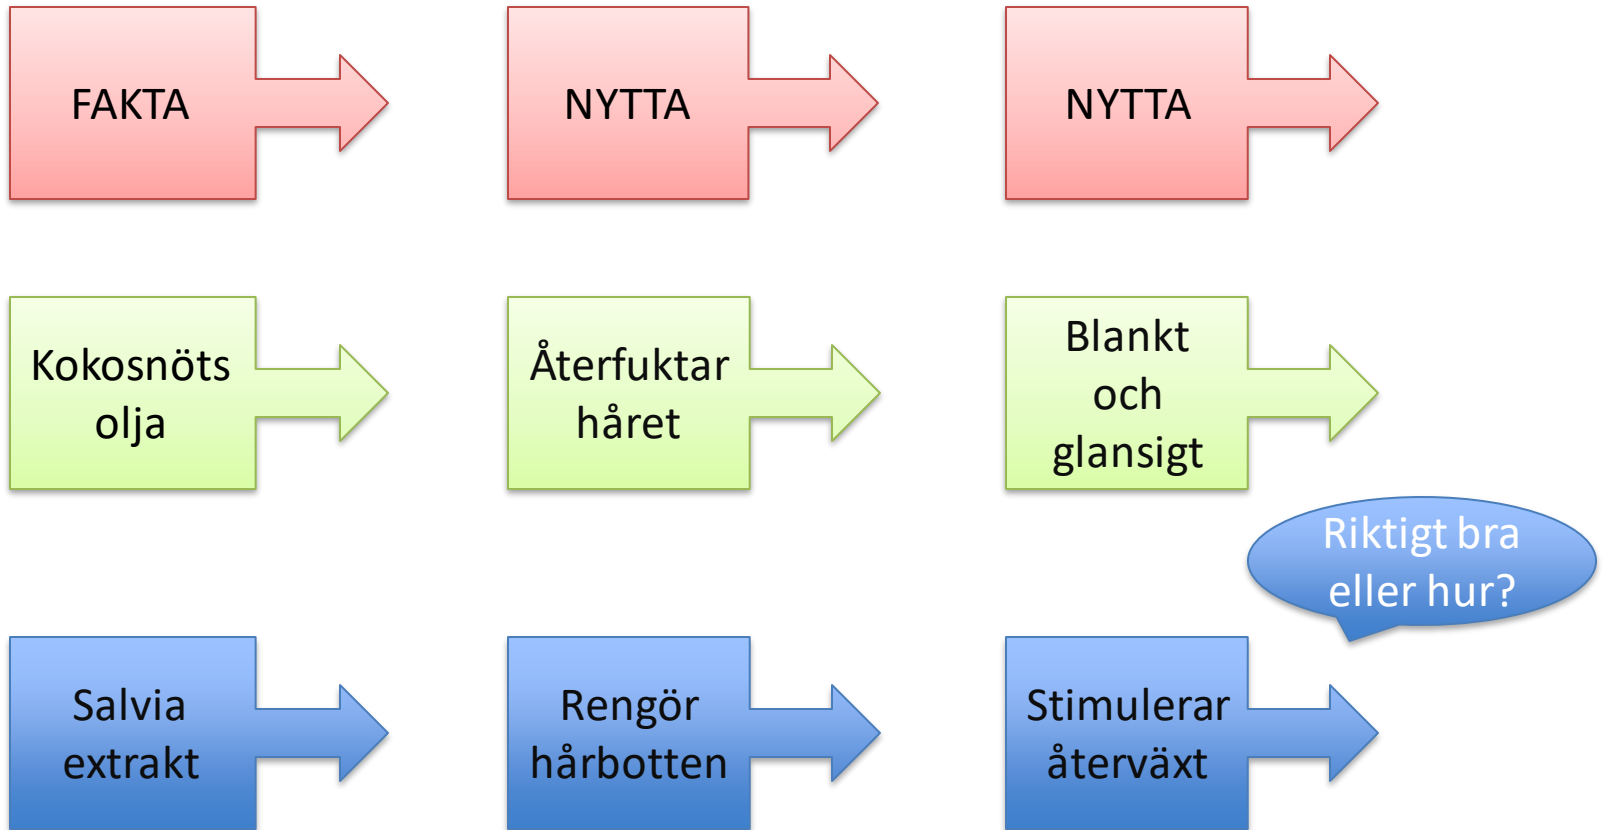 FAKTA
NYTTA
NYTTA
Kokosnöts
olja
Återfuktar
håret
Blankt
och
glansigt
Riktigt bra
eller hur?
Salvia
extrakt
Rengör
hårbotten
Stimulerar
återväxt